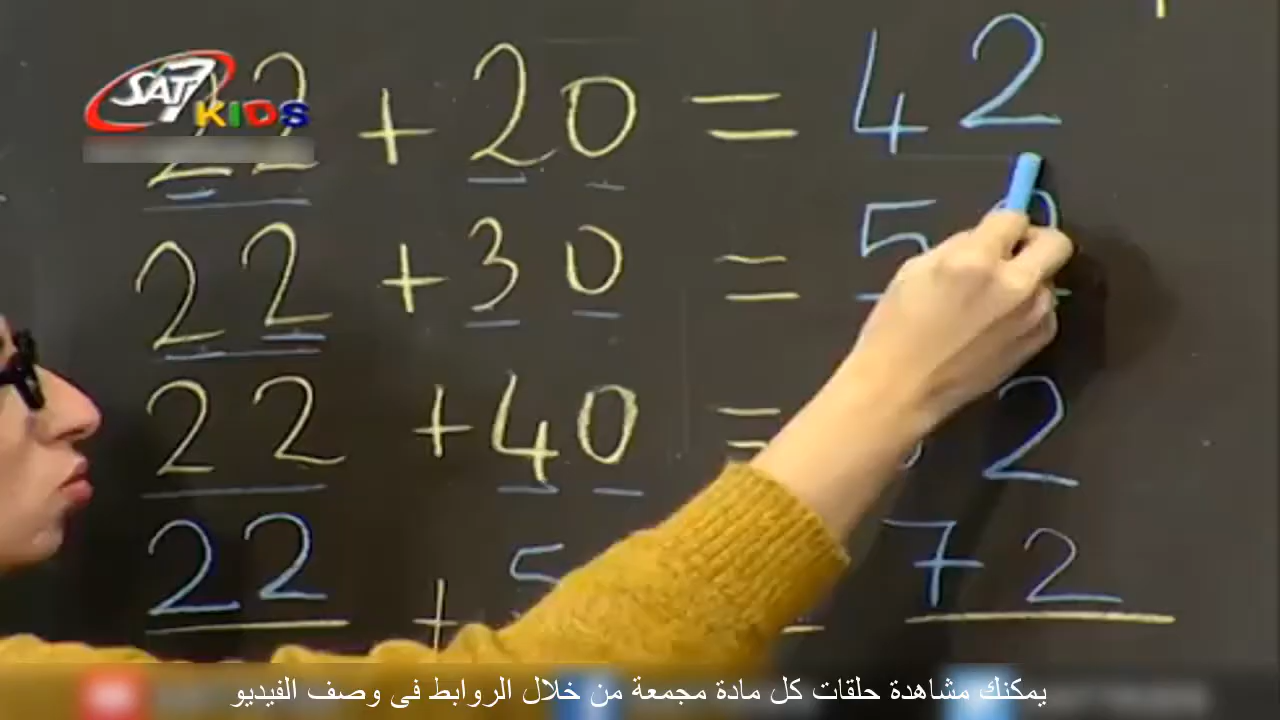 SAT7
KIDS
22 + 20 = 42
22 + 30 = 5
22 + 40 = 2
22 + 5 72
يمكنك مشاهدة حلقات كل مادة مجمعة من خلال الروابط فى وصف الفيديو